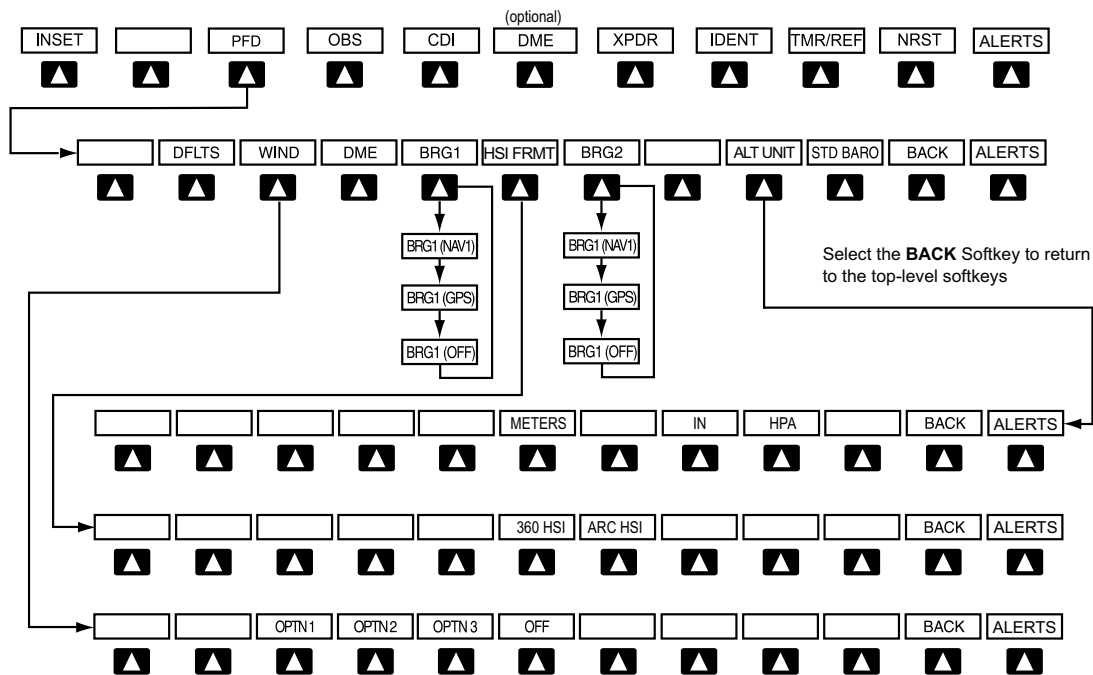 (optional)
INSET PFD OBS CDI DME XPDR IDENT TMR/REF NRST ALERTS
DFLTS WIND DME BRG1 HSI FRMT BRG2 ALT UNIT STD BARO BACK ALERTS
BRG1 (NAV1) BRG1 (NAV1)
BRG1 (GPS) BRG1 (GPS)
BRG1 (OFF) BRG1 (OFF)
Select the BACK Softkey to return
to the top-level softkeys
METERS IN HPA BACK ALERTS
360 HSI ARC HSI BACK ALERTS
OPTN 1 OPTN 2 OPTN 3 OFF BACK ALERTS